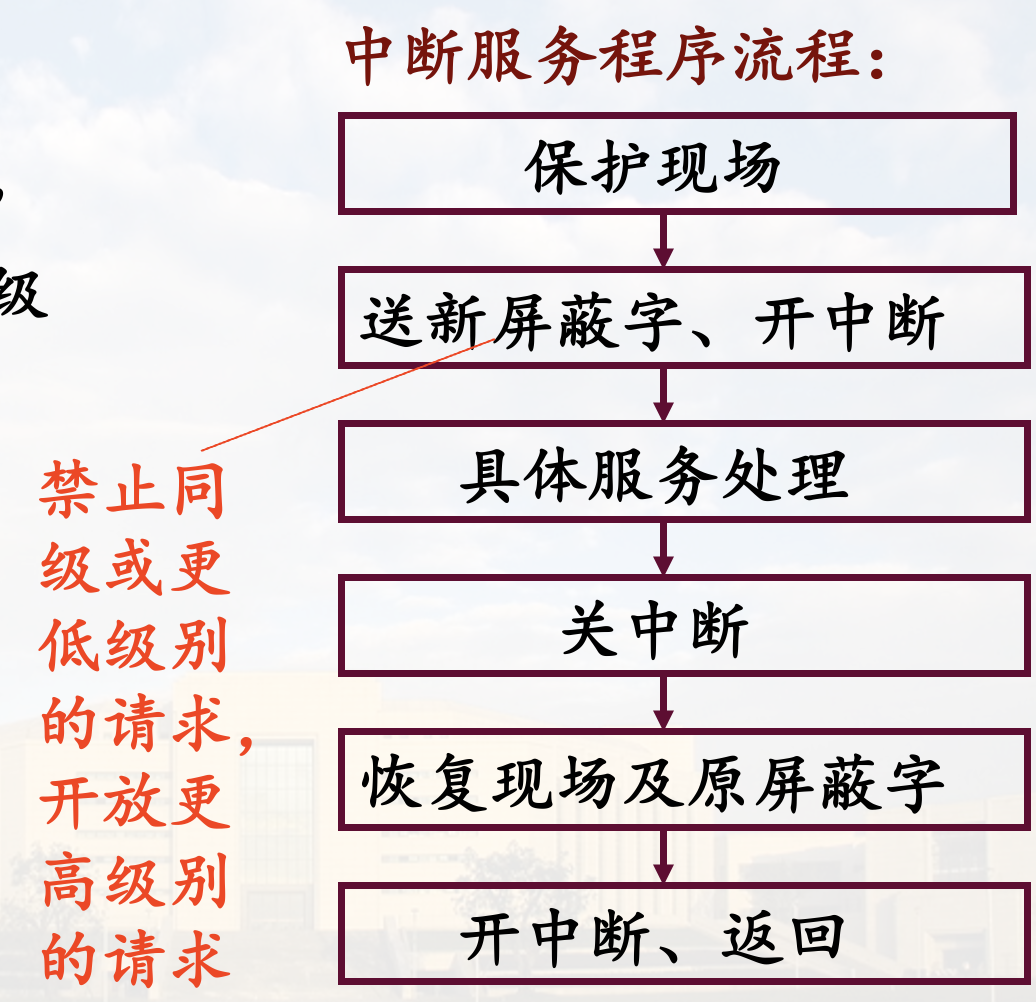 中断服务程序流程：
，
级
保护现场
送新屏蔽字、开中断
具体服务处理
关中断
恢复现场及原屏蔽字
开中断、返回
禁止同
级或更
低级别
的请求，
开放更
高级别
的请求